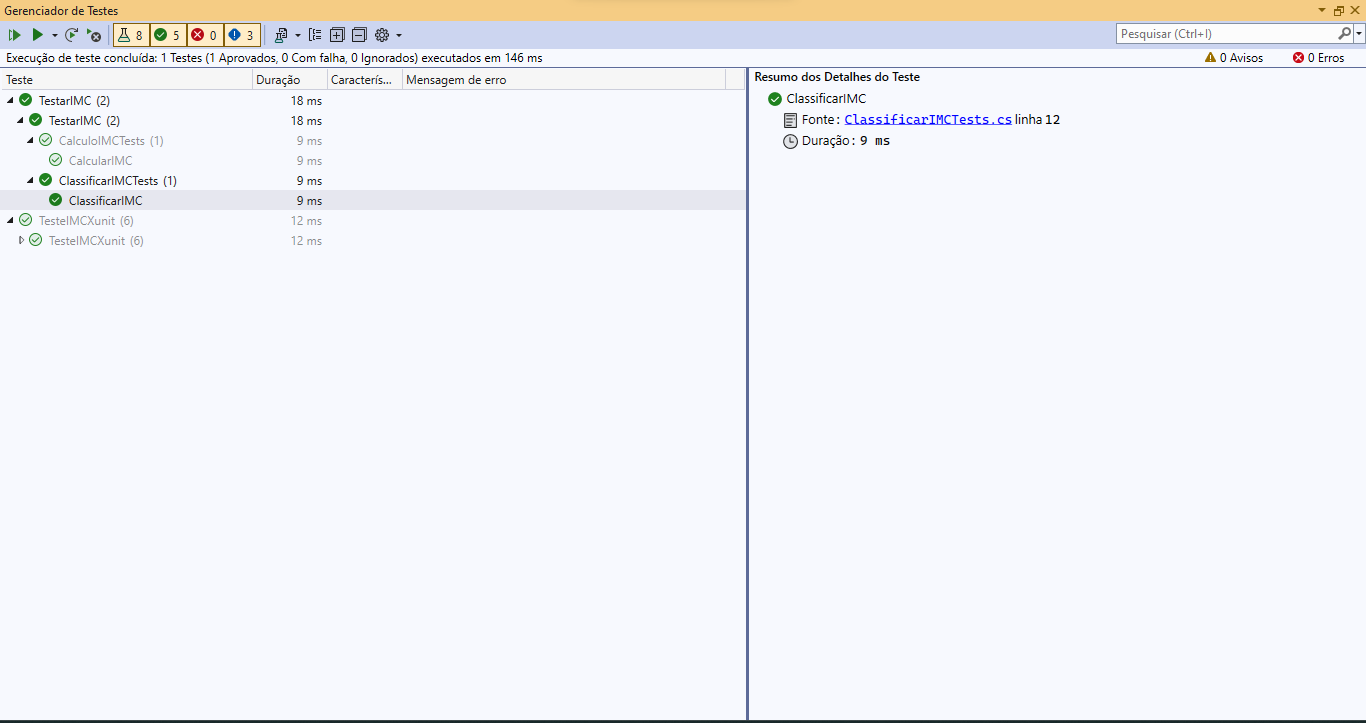 Gerenciador de Testes
8 5 0 3
Pesquisar (Ctrl+I)
Execução de teste concluída: 1 Testes (1 Aprovados, 0 Com falha, 0 Ignorados) executados em 146 ms
0 Avisos 0 Erros
Teste Duração Caracterís... Mensagem de erro
TestarIMC (2) 18 ms
TestarIMC (2) 18 ms
CalculoIMCTests (1) 9 ms
CalcularIMC 9 ms
ClassificarIMCTests (1) 9 ms
ClassificarIMC 9 ms
TesteIMCXunit (6) 12 ms
TesteIMCXunit (6) 12 ms
Resumo dos Detalhes do Teste
ClassificarIMC
Fonte: ClassificarIMCTests.cs linha 12
Duração: 9 ms